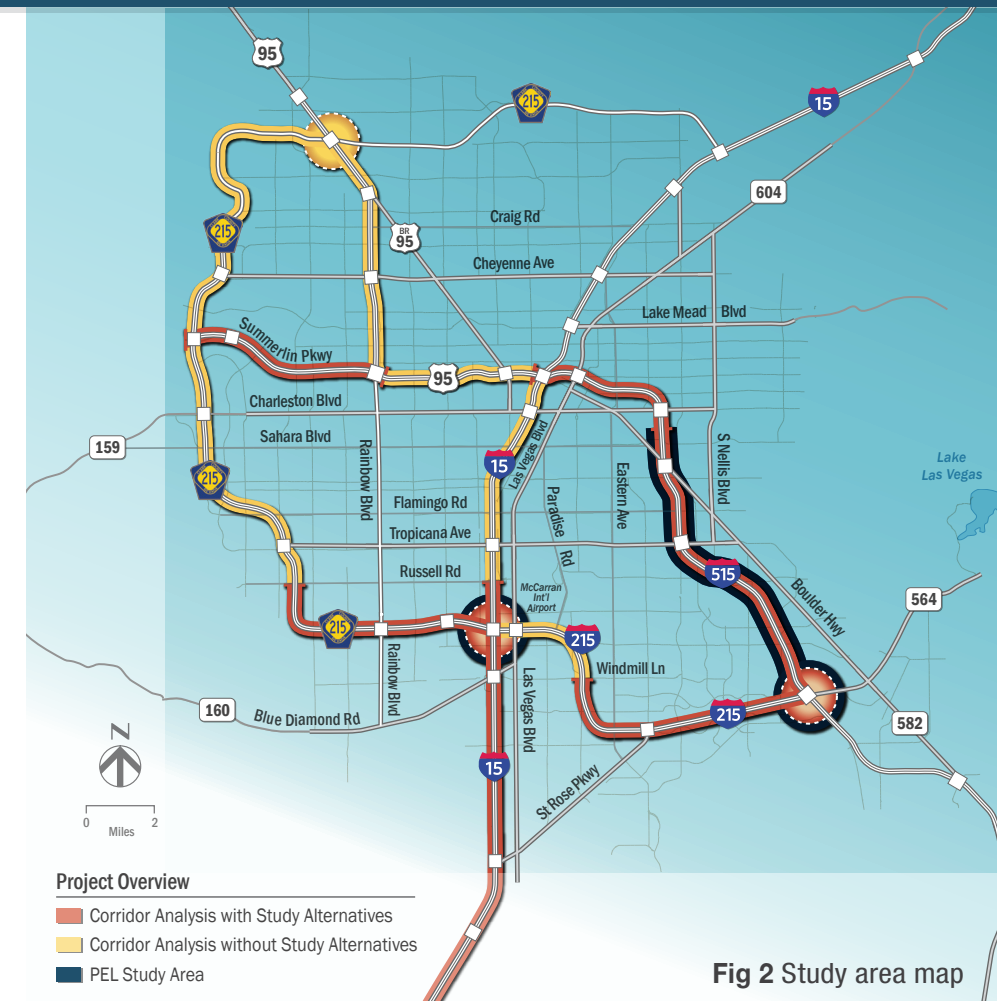 95
215
15
604
Craig Rd
BR
95
215
Cheyenne Ave
Lake Mead Blvd
Summerlin Pkwy
95
Charleston Blvd
159
Sahara Blvd
Rainbow Blvd
Las Vegas Blvd
15
S Nellis Blvd
Lake
Las Vegas
215
Eastern Ave
Paradise Rd
Flamingo Rd
Tropicana Ave
Russell Rd
515
McCarran
Int'l
Airport
Boulder Hwy
564
215
215
Windmill Ln
Rainbow Blvd
Las Vegas Blvd
160
Blue Diamond Rd
215
582
N
15
St Rose Pkwy
0 2
Miles
Project Overview
Corridor Analysis with Study Alternatives
Corridor Analysis without Study Alternatives
PEL Study Area
Fig 2 Study area map